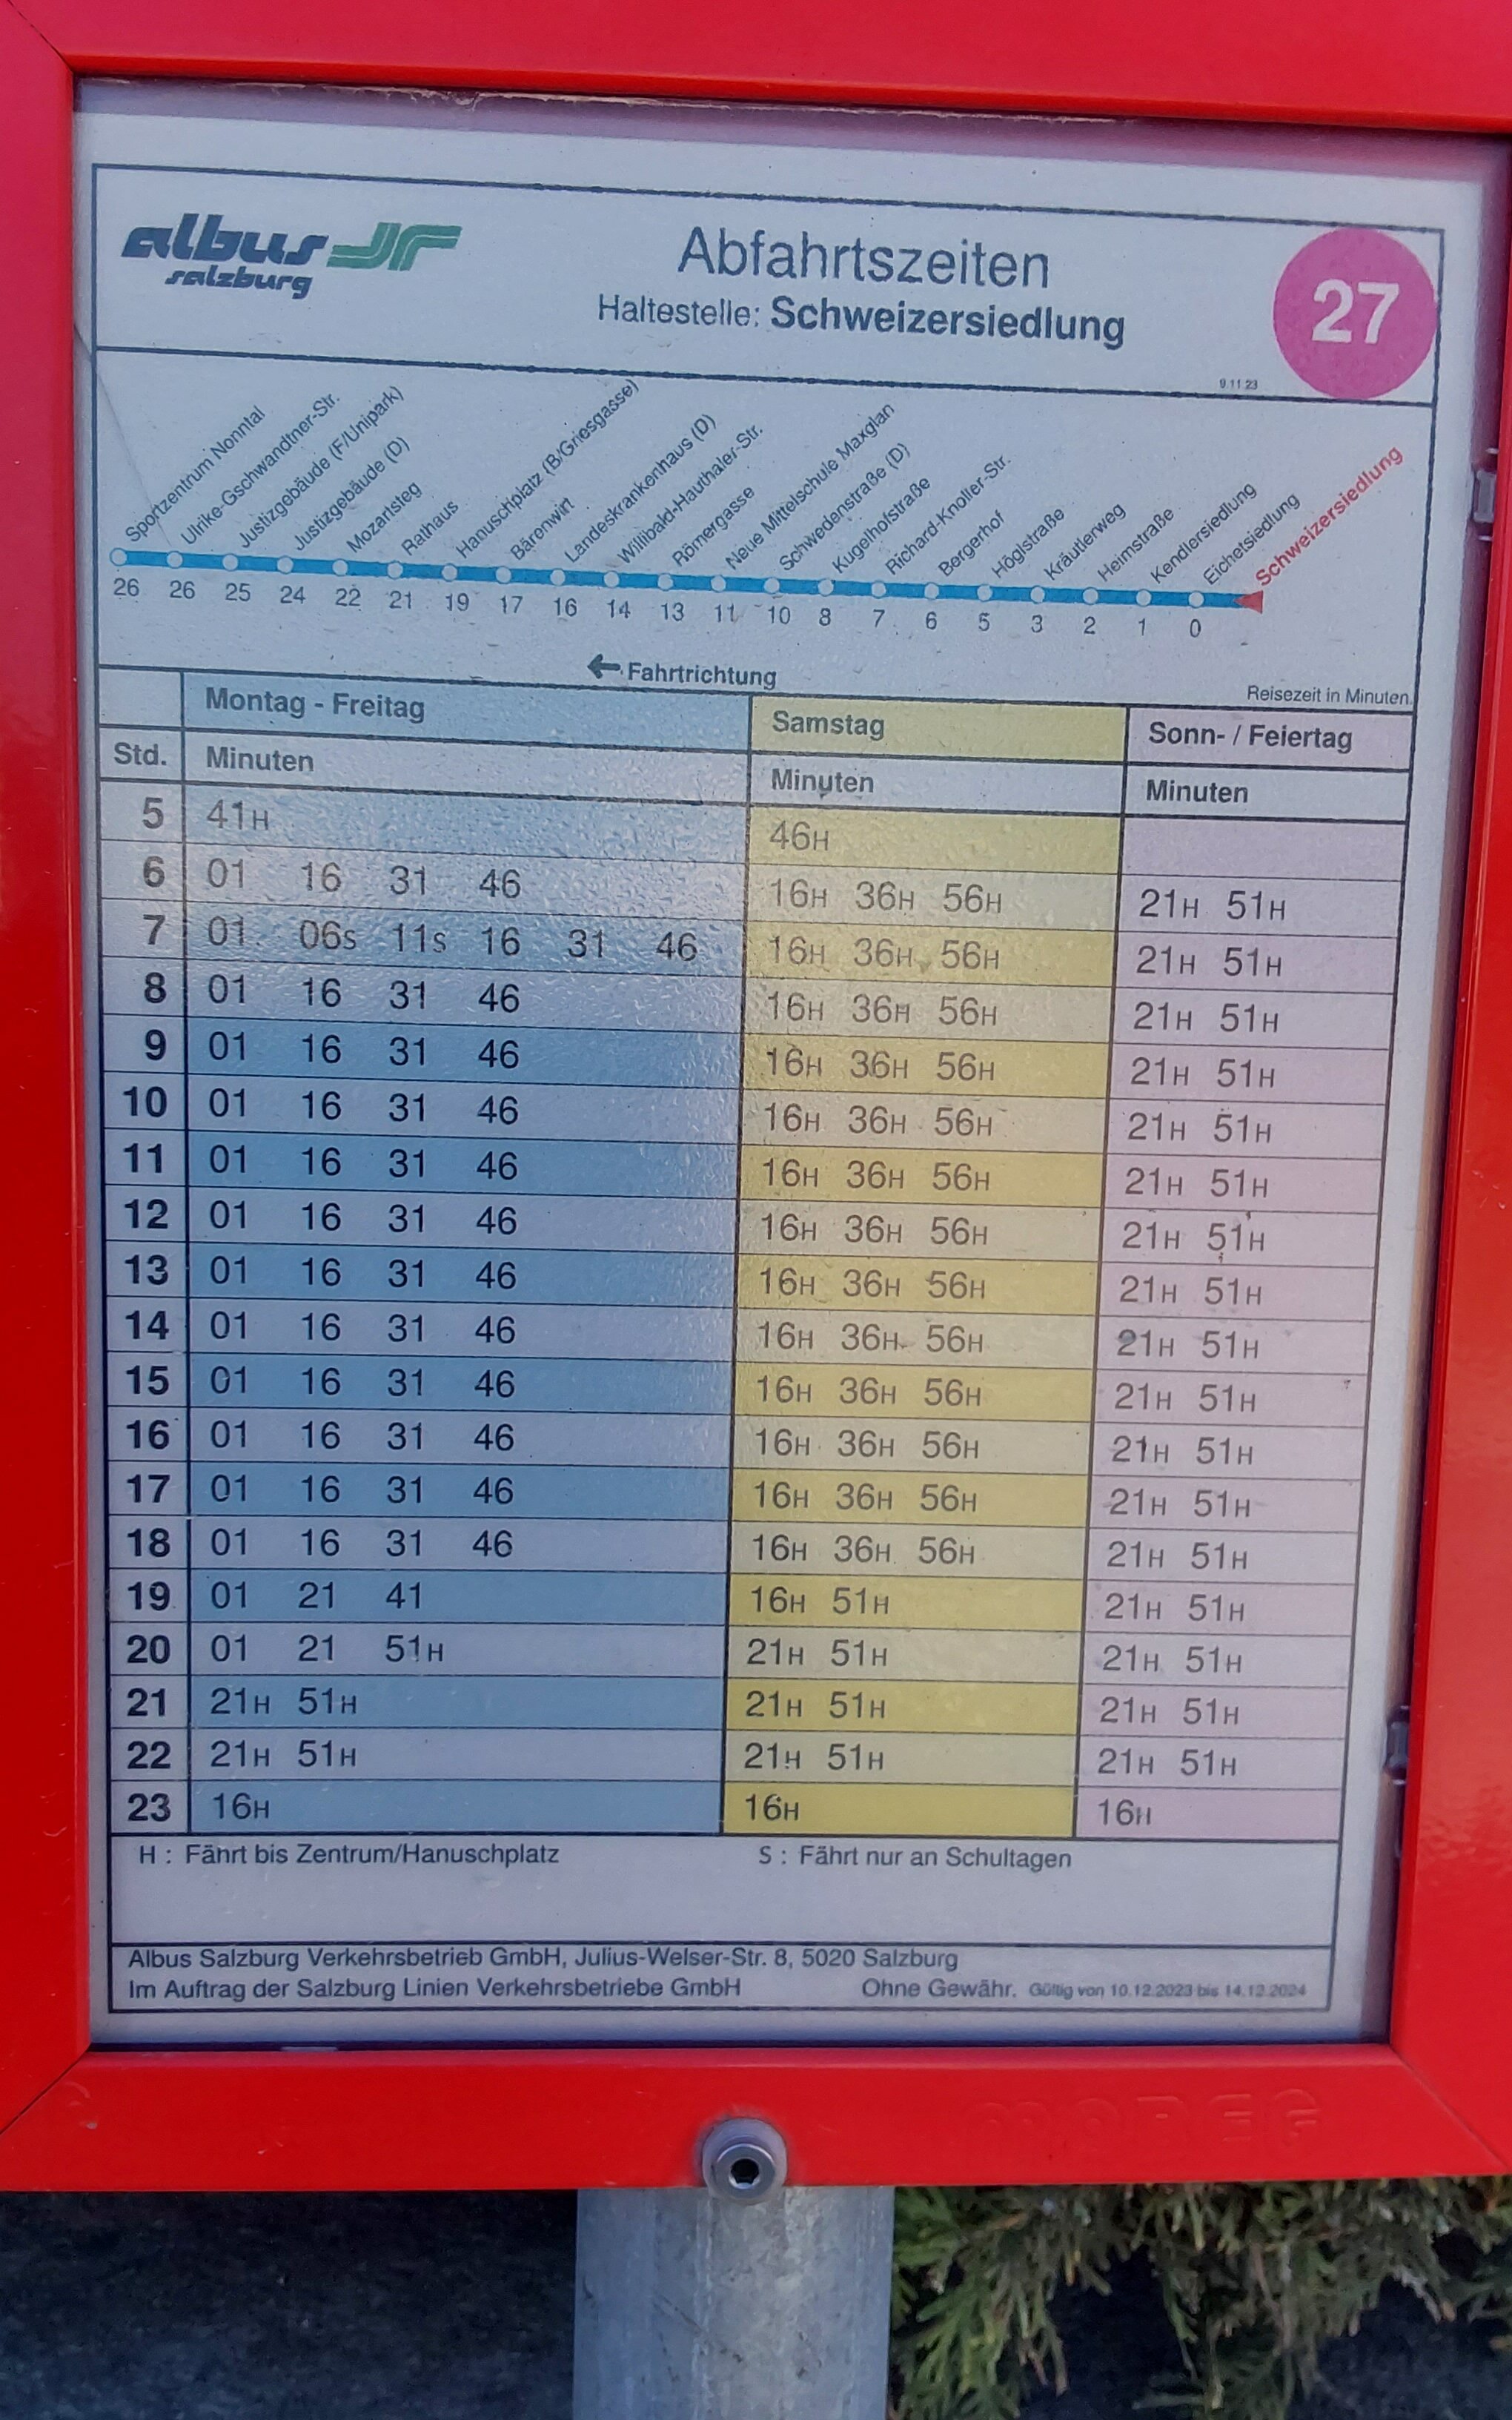 albus
salzburg
Abfahrtszeiten
Haltestelle: Schweizersiedlung
27
9.11.23
Sportzentrum Nonntal
Ulrike-Gschwandtner-Str.
Justizgebäude (F/Unipark)
Justizgebäude (D)
Mozartsteg
Rathaus
Hanuschplatz (B/Griesgasse)
Bärenwirt
Landeskrankenhaus (D)
Willibald-Hauthaler-Str.
Römergasse
Neue Mittelschule Maxglan
Schwedenstraße (D)
Kugelhofstraße
Richard-Knoller-Str.
Bergerhof
Höglstraße
Kräutlerweg
Heimstraße
Kendlersiedlung
Eichetsiedlung
Schweizersiedlung
26 26 25 24 22 21 19 17 16 14 13 11 10 8 7 6 5 3 2 1 0
Fahrtrichtung
Reisezeit in Minuten
Montag - Freitag Samstag Sonn- / Feiertag
Std. Minuten Minuten Minuten
5 41H 46H
6 01 16 31 46 16H 36H 56H 21H 51H
7 01 06s 11s 16 31 46 16H 36H 56H 21H 51H
8 01 16 31 46 16H 36H 56H 21H 51H
9 01 16 31 46 16H 36H 56H 21H 51H
10 01 16 31 46 16H 36H 56H 21H 51H
11 01 16 31 46 16H 36H 56H 21H 51H
12 01 16 31 46 16H 36H 56H 21H 51H
13 01 16 31 46 16H 36H 56H 21H 51H
14 01 16 31 46 16H 36H 56H 21H 51H
15 01 16 31 46 16H 36H 56H 21H 51H
16 01 16 31 46 16H 36H 56H 21H 51H
17 01 16 31 46 16H 36H 56H 21H 51H
18 01 16 31 46 16H 36H 56H 21H 51H
19 01 21 41 16H 51H 21H 51H
20 01 21 51H 21H 51H 21H 51H
21 21H 51H 21H 51H 21H 51H
22 21H 51H 21H 51H 21H 51H
23 16H 16H 16H
H : Fährt bis Zentrum/Hanuschplatz S : Fährt nur an Schultagen
Albus Salzburg Verkehrsbetrieb GmbH, Julius-Welser-Str. 8, 5020 Salzburg
Im Auftrag der Salzburg Linien Verkehrsbetriebe GmbH Ohne Gewähr. Gültig von 10.12.2023 bis 14.12.2024